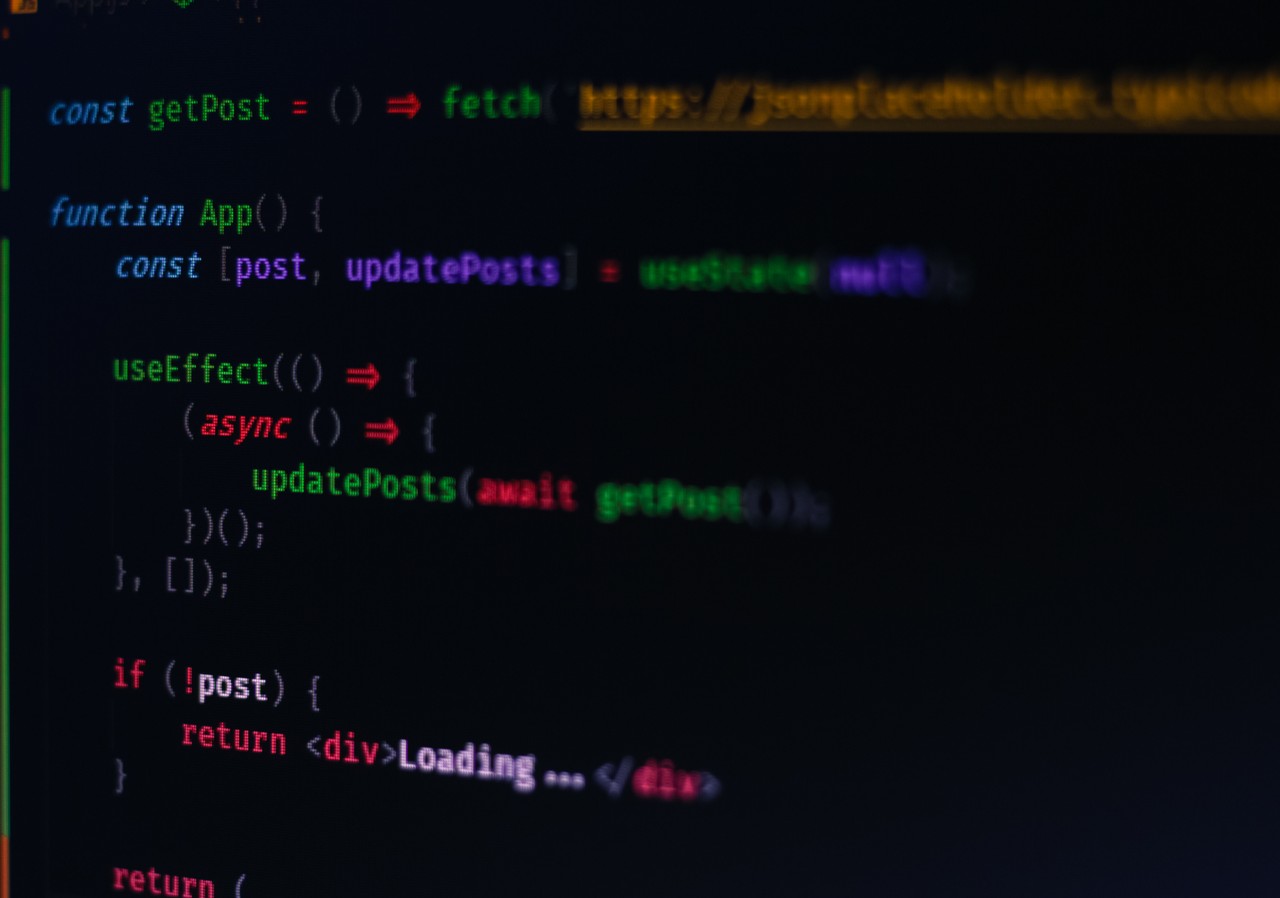 const getPost = () => fetch(`https://jsonplaceholder.typicod
function App() {
const [post, updatePosts] = useState(null);
useEffect(() => {
(async () => {
updatePosts(await getPost());
})();
}, []);
if (!post) {
return <div>Loading...</div>
}
return (